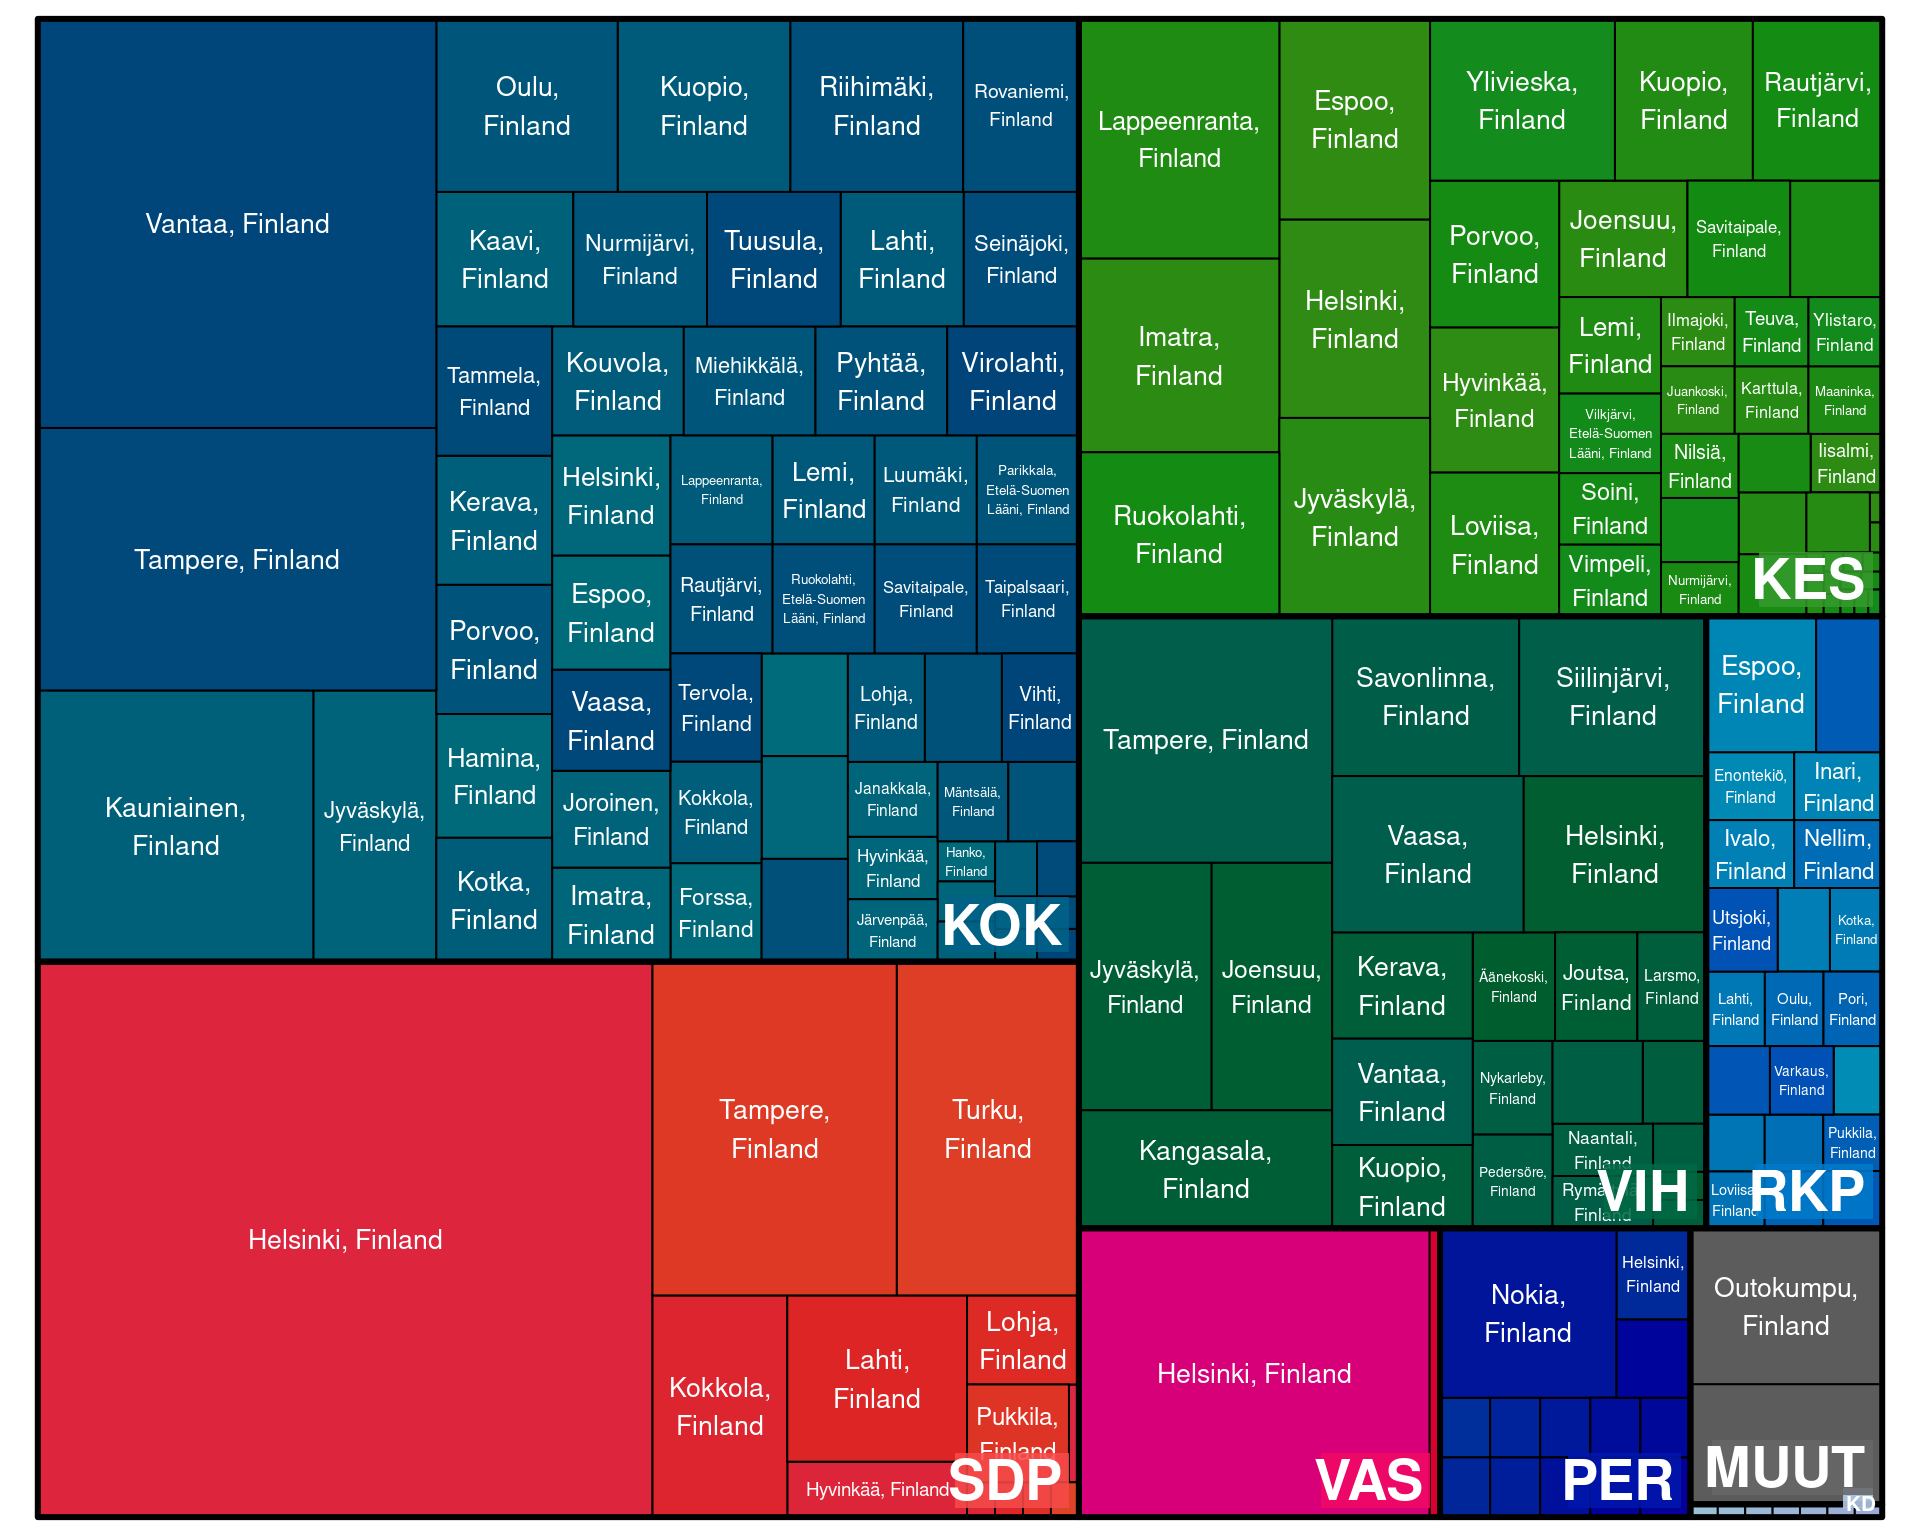 Vantaa, Finland
Tampere, Finland
Kauniainen,
Finland
Jyväskylä,
Finland
Oulu,
Finland
Kuopio,
Finland
Riihimäki,
Finland
Rovaniemi,
Finland
Kaavi,
Finland
Nurmijärvi,
Finland
Tuusula,
Finland
Lahti,
Finland
Seinäjoki,
Finland
Tammela,
Finland
Kerava,
Finland
Porvoo,
Finland
Hamina,
Finland
Kotka,
Finland
Kouvola,
Finland
Miehikkälä,
Finland
Pyhtää,
Finland
Virolahti,
Finland
Helsinki,
Finland
Espoo,
Finland
Vaasa,
Finland
Joroinen,
Finland
Imatra,
Finland
Lappeenranta,
Finland
Lemi,
Finland
Luumäki,
Finland
Parikkala,
Etelä-Suomen
Lääni, Finland
Rautjärvi,
Finland
Ruokolahti,
Etelä-Suomen
Lääni, Finland
Savitaipale,
Finland
Taipalsaari,
Finland
Tervola,
Finland
Kokkola,
Finland
Forssa,
Finland
Lohja,
Finland
Vihti,
Finland
Janakkala,
Finland
Mäntsälä,
Finland
Hyvinkää,
Finland
Hanko,
Finland
Järvenpää,
Finland
KOK
Helsinki, Finland
Tampere,
Finland
Turku,
Finland
Kokkola,
Finland
Lahti,
Finland
Hyvinkää, Finland
Lohja,
Finland
Pukkila,
Finland
SDP
Lappeenranta,
Finland
Imatra,
Finland
Ruokolahti,
Finland
Espoo,
Finland
Helsinki,
Finland
Jyväskylä,
Finland
Ylivieska,
Finland
Kuopio,
Finland
Rautjärvi,
Finland
Porvoo,
Finland
Hyvinkää,
Finland
Loviisa,
Finland
Joensuu,
Finland
Savitaipale,
Finland
Lemi,
Finland
Vilkjärvi,
Etelä-Suomen
Lääni, Finland
Soini,
Finland
Vimpeli,
Finland
Ilmajoki,
Finland
Teuva,
Finland
Ylistaro,
Finland
Juankoski,
Finland
Karttula,
Finland
Maaninka,
Finland
Nilsiä,
Finland
Iisalmi,
Finland
Nurmijärvi,
Finland
KES
Tampere, Finland
Jyväskylä,
Finland
Joensuu,
Finland
Kangasala,
Finland
Savonlinna,
Finland
Siilinjärvi,
Finland
Vaasa,
Finland
Helsinki,
Finland
Kerava,
Finland
Vantaa,
Finland
Kuopio,
Finland
Äänekoski,
Finland
Joutsa,
Finland
Larsmo,
Finland
Nykarleby,
Finland
Pedersöre,
Finland
Naantali,
Finland
Finland
VIH
Espoo,
Finland
Enontekiö,
Finland
Inari,
Finland
Ivalo,
Finland
Nellim,
Finland
Utsjoki,
Finland
Kotka,
Finland
Lahti,
Finland
Oulu,
Finland
Pori,
Finland
Varkaus,
Finland
Pukkila,
Finland
Loviisa
Finland
RKP
Helsinki, Finland
VAS
Nokia,
Finland
Helsinki,
Finland
PER
Outokumpu,
Finland
MUUT
KD